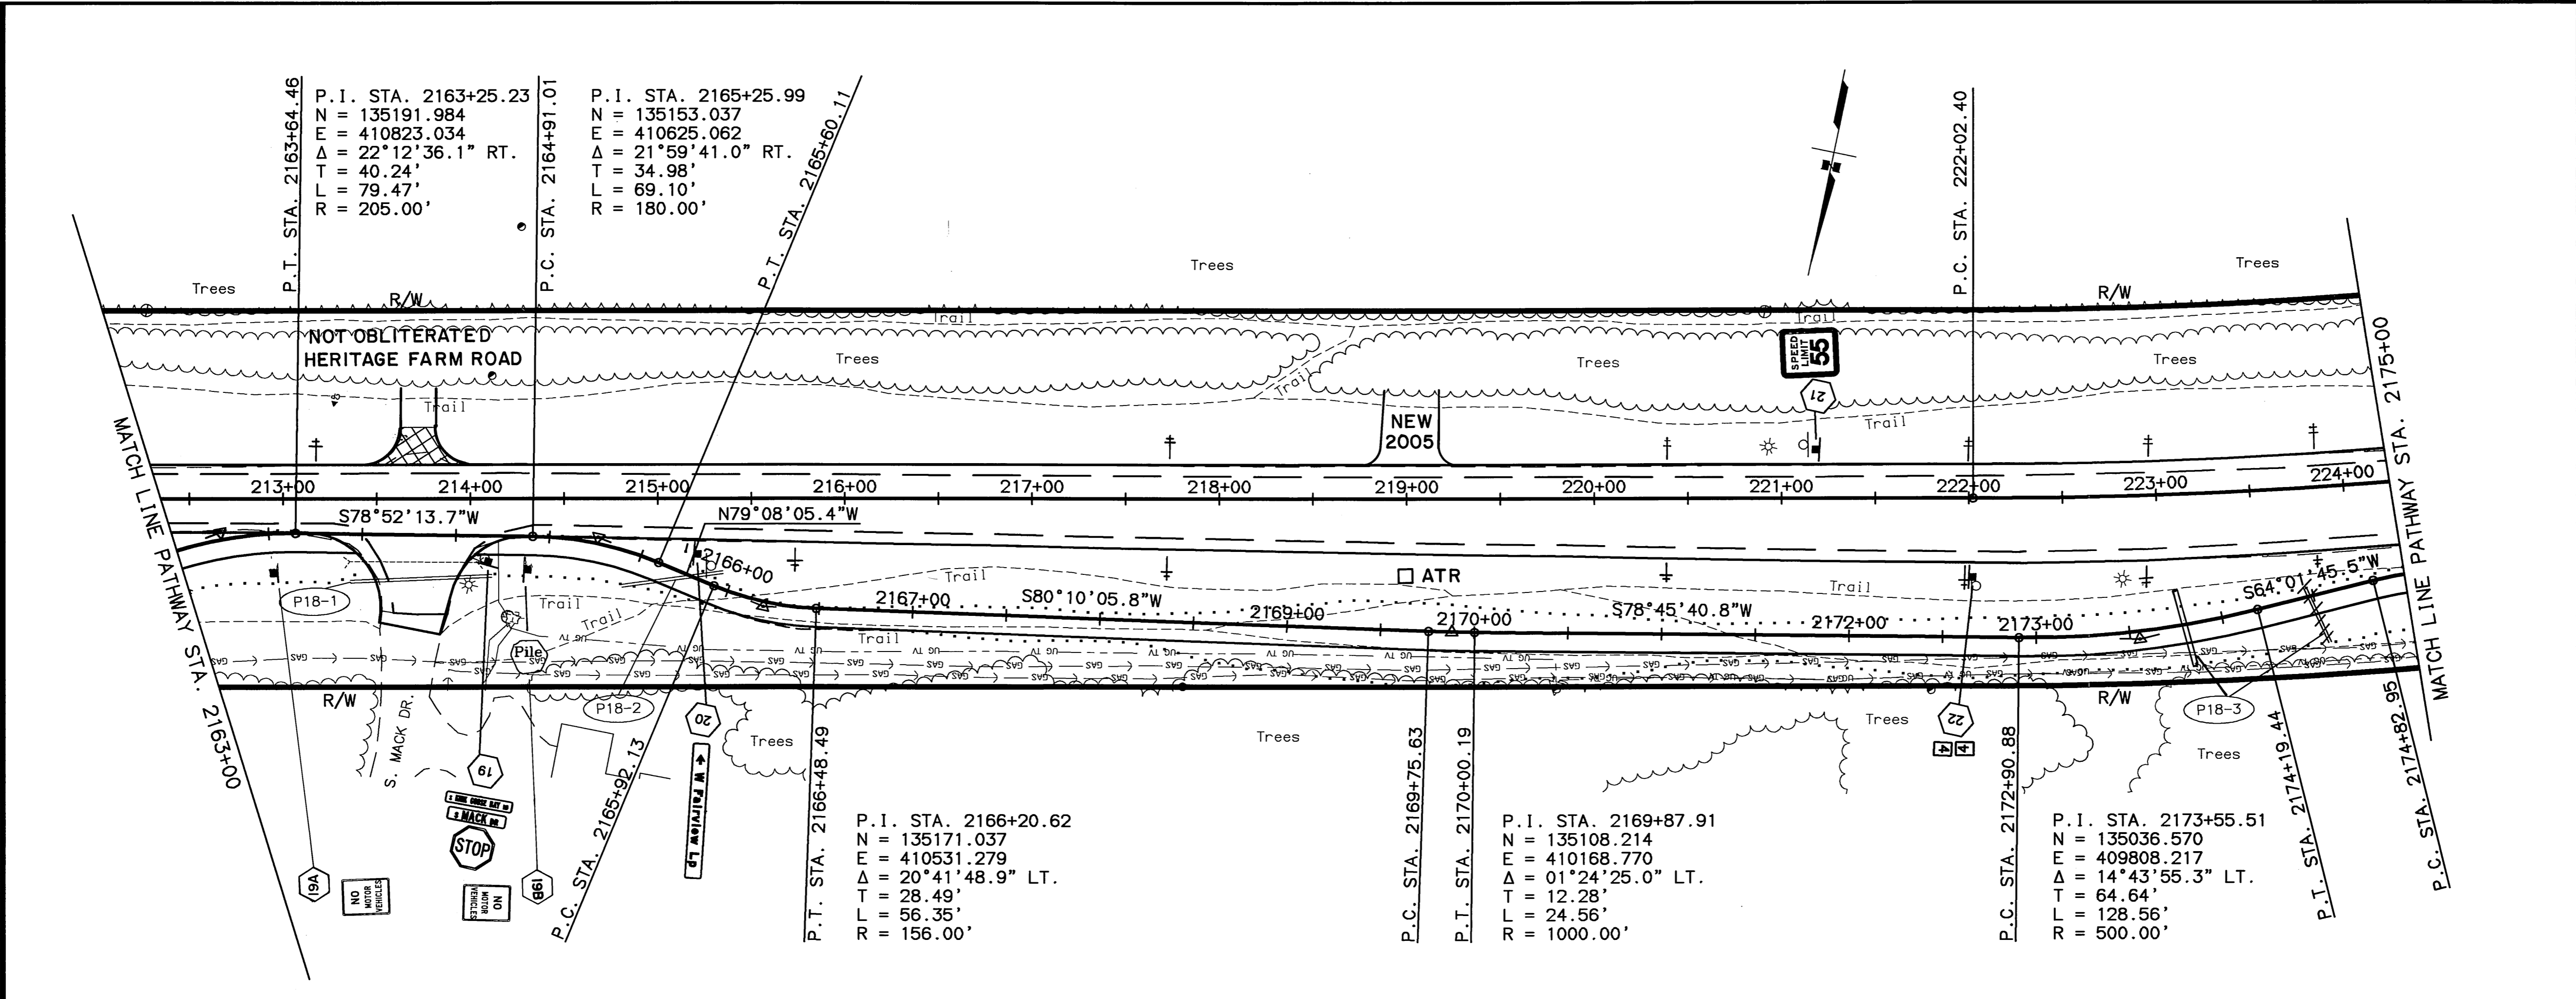 P.T. STA. 2163+64.46
P.I. STA. 2163+25.23
N = 135191.984
E = 410823.034
Δ = 22°12'36.1" RT.
T = 40.24'
L = 79.47'
R = 205.00'
P.C. STA. 2164+91.01
P.I. STA. 2165+25.99
N = 135153.037
E = 410625.062
Δ = 21°59'41.0" RT.
T = 34.98'
L = 69.10'
R = 180.00'
P.T. STA. 2165+60.11
P.C. STA. 222+02.40
Trees
Trees
Trees
R/W
R/W
Trail
Trail
NOT OBLITERATED
HERITAGE FARM ROAD
Trees
Trees
Trees
SPEED
LIMIT
55
21
Trail
Trail
Trail
NEW
2005
MATCH LINE PATHWAY STA. 2163+00
MATCH LINE PATHWAY STA. 2175+00
213+00
214+00
215+00
216+00
217+00
218+00
219+00
220+00
221+00
222+00
223+00
224+00
S78°52'13.7"W
N79°08'05.4"W
2166+00
Trail
ATR
Trail
S64°01'45.5"W
P18-1
Trail
Trail
2167+00
S80°10'05.8"W
2169+00
2170+00
S78°45'40.8"W
2172+00
2173+00
Trail
Pile
GAS
UG TV
R/W
S. MACK DR.
P18-2
20
W Fairview Lp
Trees
Trees
Trees
22
4
4
R/W
P18-3
Trees
19
S KNIK GOOSE BAY RD
S MACK DR
STOP
19A
NO
MOTOR
VEHICLES
NO
MOTOR
VEHICLES
19B
P.C. STA. 2165+92.13
P.T. STA. 2166+48.49
P.I. STA. 2166+20.62
N = 135171.037
E = 410531.279
Δ = 20°41'48.9" LT.
T = 28.49'
L = 56.35'
R = 156.00'
P.C. STA. 2169+75.63
P.T. STA. 2170+00.19
P.I. STA. 2169+87.91
N = 135108.214
E = 410168.770
Δ = 01°24'25.0" LT.
T = 12.28'
L = 24.56'
R = 1000.00'
P.C. STA. 2172+90.88
P.I. STA. 2173+55.51
N = 135036.570
E = 409808.217
Δ = 14°43'55.3" LT.
T = 64.64'
L = 128.56'
R = 500.00'
P.T. STA. 2174+19.44
P.C. STA. 2174+82.95